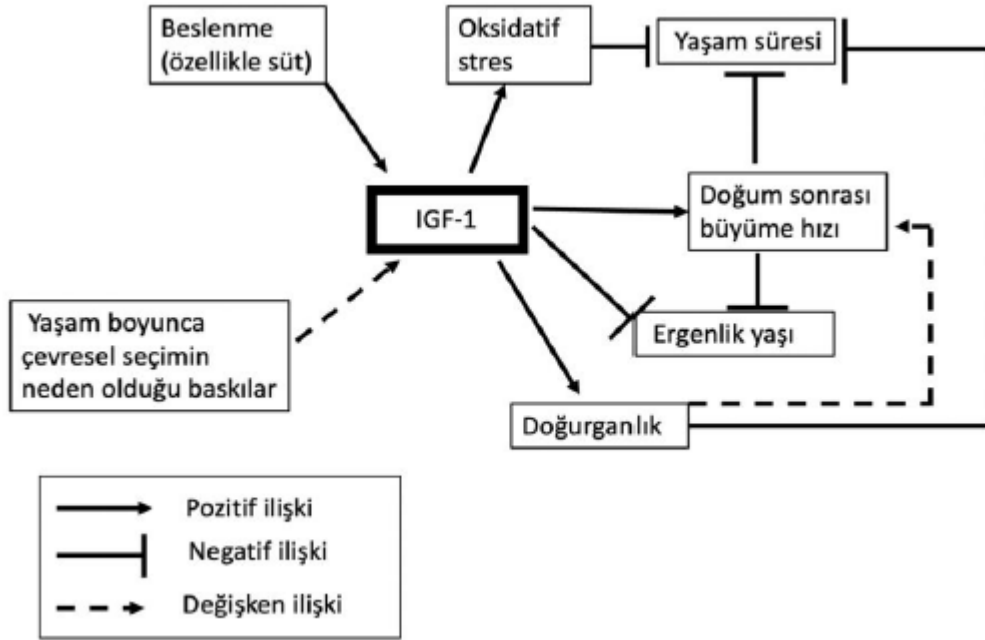 Beslenme
(özellikle süt)
Oksidatif
stres
Yaşam süresi
IGF-1
Doğum sonrası
büyüme hızı
Yaşam boyunca
çevresel seçimin
neden olduğu baskılar
Ergenlik yaşı
Doğurganlık
Pozitif ilişki
Negatif ilişki
Değişken ilişki